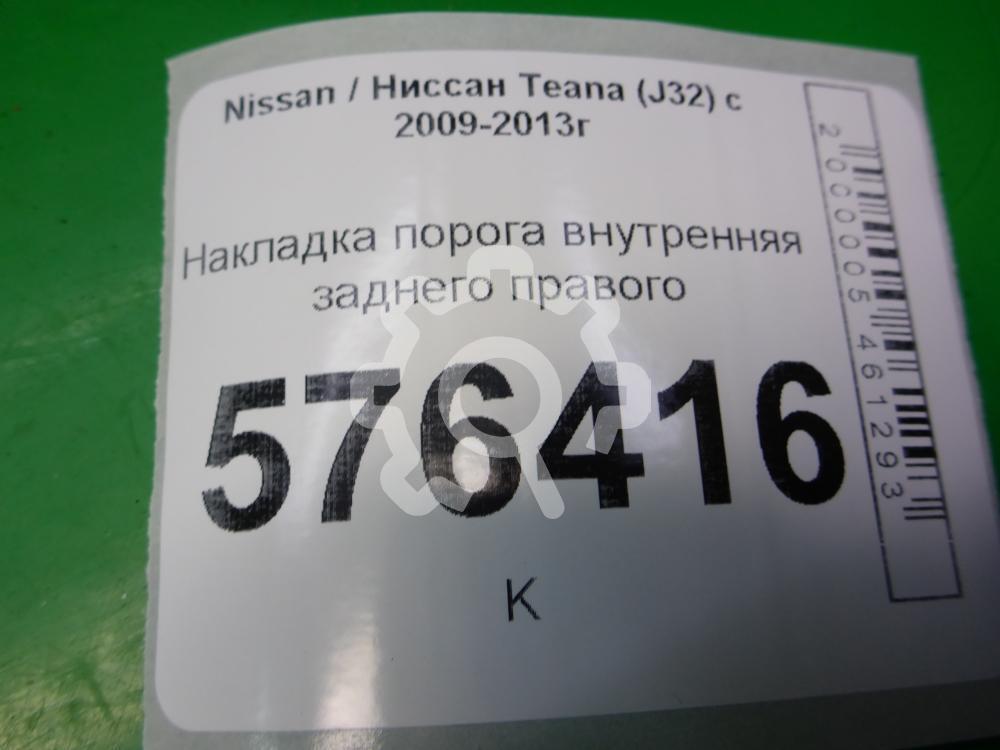 Nissan / Ниссан Teana (J32) с
2009-2013г
Накладка порога внутренняя
заднего правого
576416
К
2000005461293